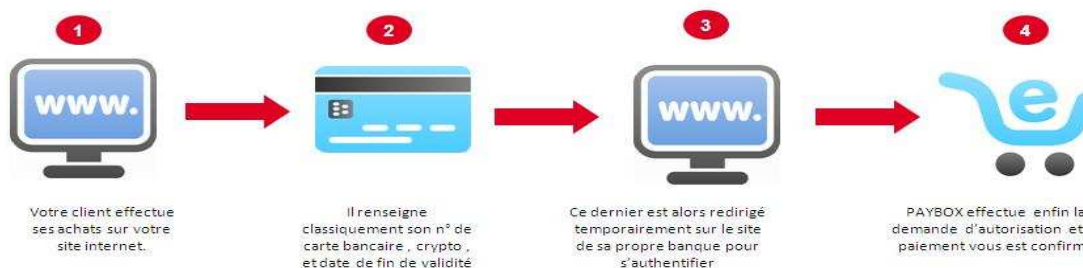 1
2
3
4
www.
www.
e
Votre client effectue
ses achats sur votre
site internet.
Il renseigne
classiquement son n° de
carte bancaire , crypto ,
et date de fin de validité
Ce dernier est alors redirigé
temporairement sur le site
de sa propre banque pour
s'authentifier
PAYBOX effectue enfin la
demande d'autorisation et
paiement vous est confirm